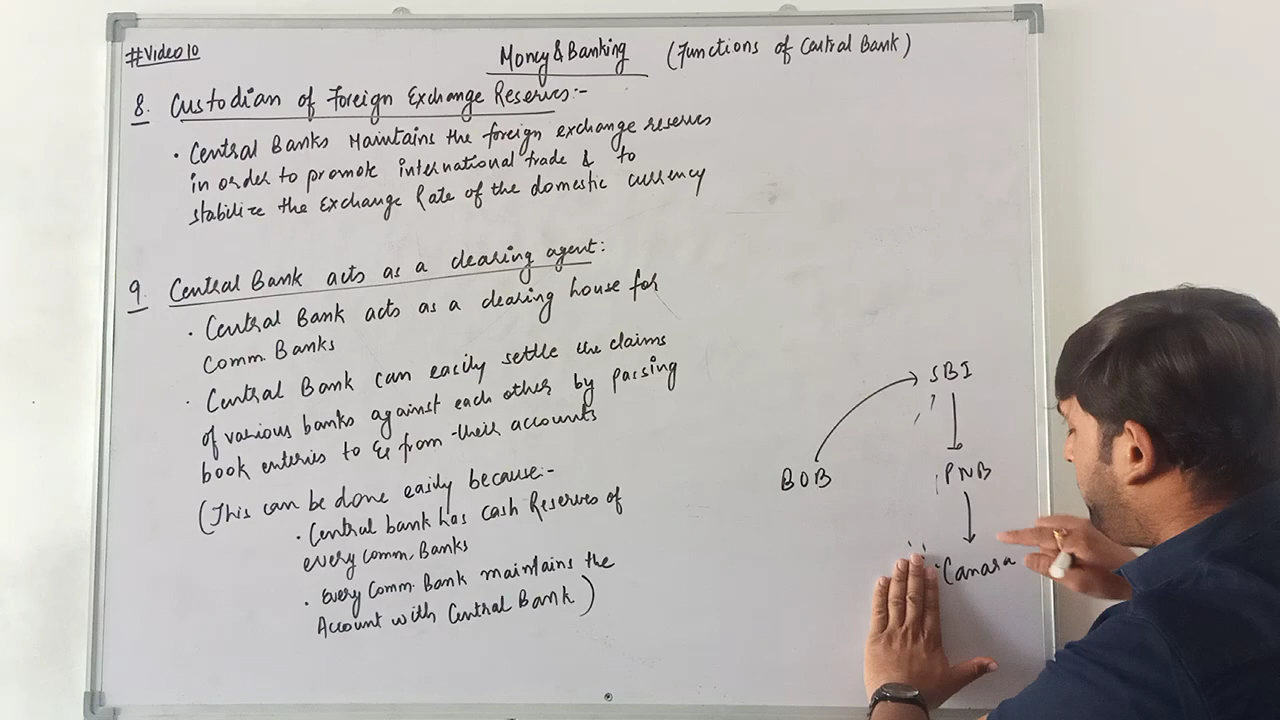 #Video10
Money & Banking (Functions of Central Bank)
8. Custodian of Foreign Exchange Reserves:-
• Central Banks Maintains the foreign exchange reserves
in order to promote international trade & to
stabilize the Exchange Rate of the domestic currency
9. Central Bank acts as a clearing agent:
• Central Bank acts as a clearing house for
Comm. Banks
• Central Bank can easily settle the claims
of various banks against each other by passing
book enteries to & from their accounts
(This can be done easily because:-
• Central bank has cash Reserves of
every comm. Banks
• every Comm. Bank maintains the
Account with Central Bank)
SBI
BOB
PNB
Canara